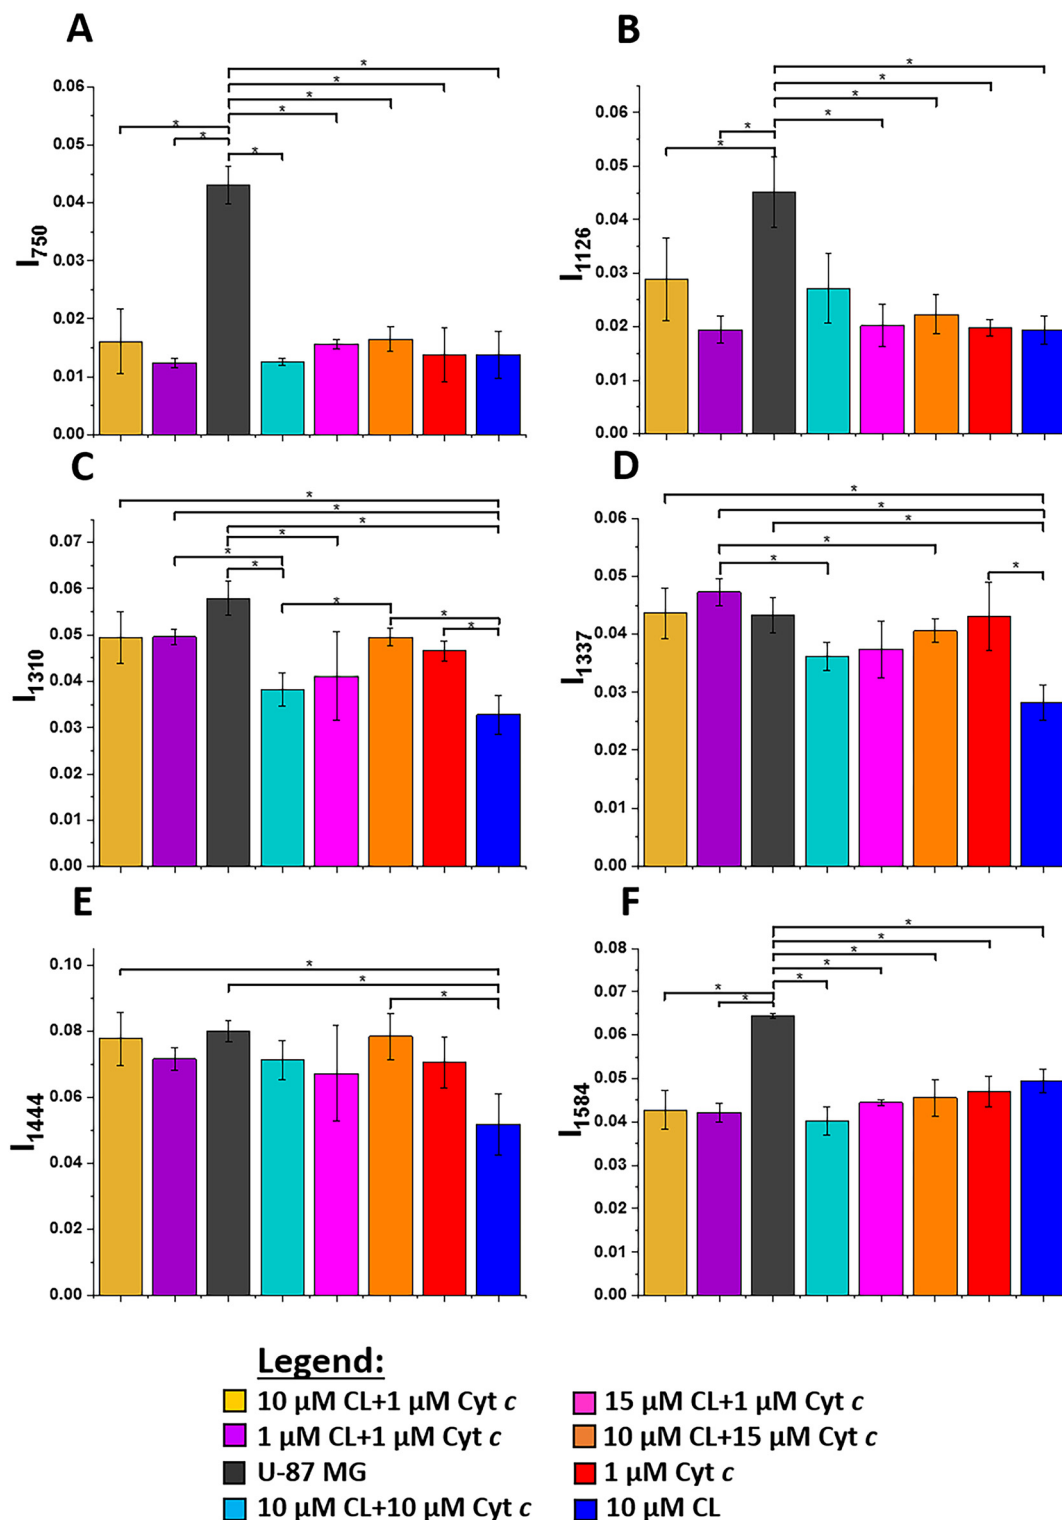 A
B
* * * * * * *
I750
0.06
0.05
0.04
0.03
0.02
0.01
0.00
* * * * * *
I1126
0.06
0.05
0.04
0.03
0.02
0.01
0.00
C
D
* * * * * * * * *
I1310
0.07
0.06
0.05
0.04
0.03
0.02
0.01
0.00
* * * * * *
I1337
0.06
0.05
0.04
0.03
0.02
0.01
0.00
E
F
* * *
I1444
0.10
0.08
0.06
0.04
0.02
0.00
* * * * * * *
I1584
0.08
0.07
0.06
0.05
0.04
0.03
0.02
0.01
0.00
Legend:
10 μM CL+1 μM Cyt c
15 μM CL+1 μM Cyt c
1 μM CL+1 μM Cyt c
10 μM CL+15 μM Cyt c
U-87 MG
1 μM Cyt c
10 μM CL+10 μM Cyt c
10 μM CL